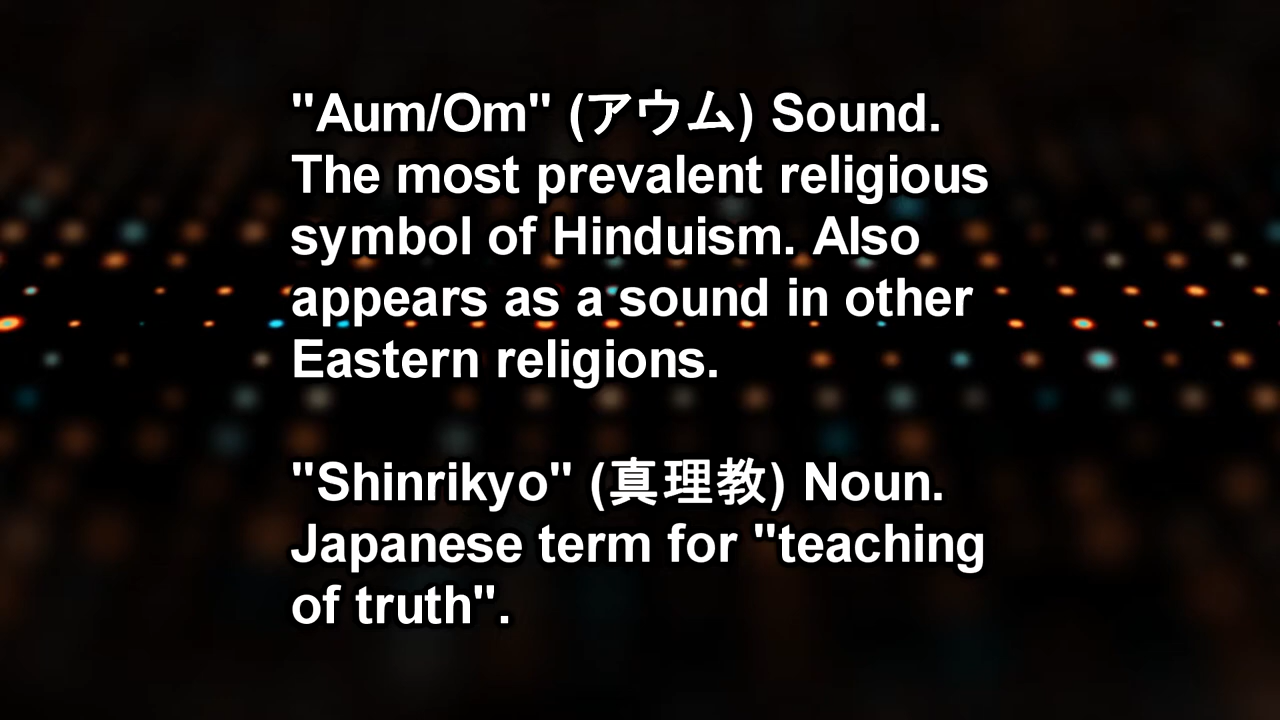 "Aum/Om" (アウム) Sound.
The most prevalent religious
symbol of Hinduism. Also
appears as a sound in other
Eastern religions.
"Shinrikyo" (真理教) Noun.
Japanese term for "teaching
of truth".